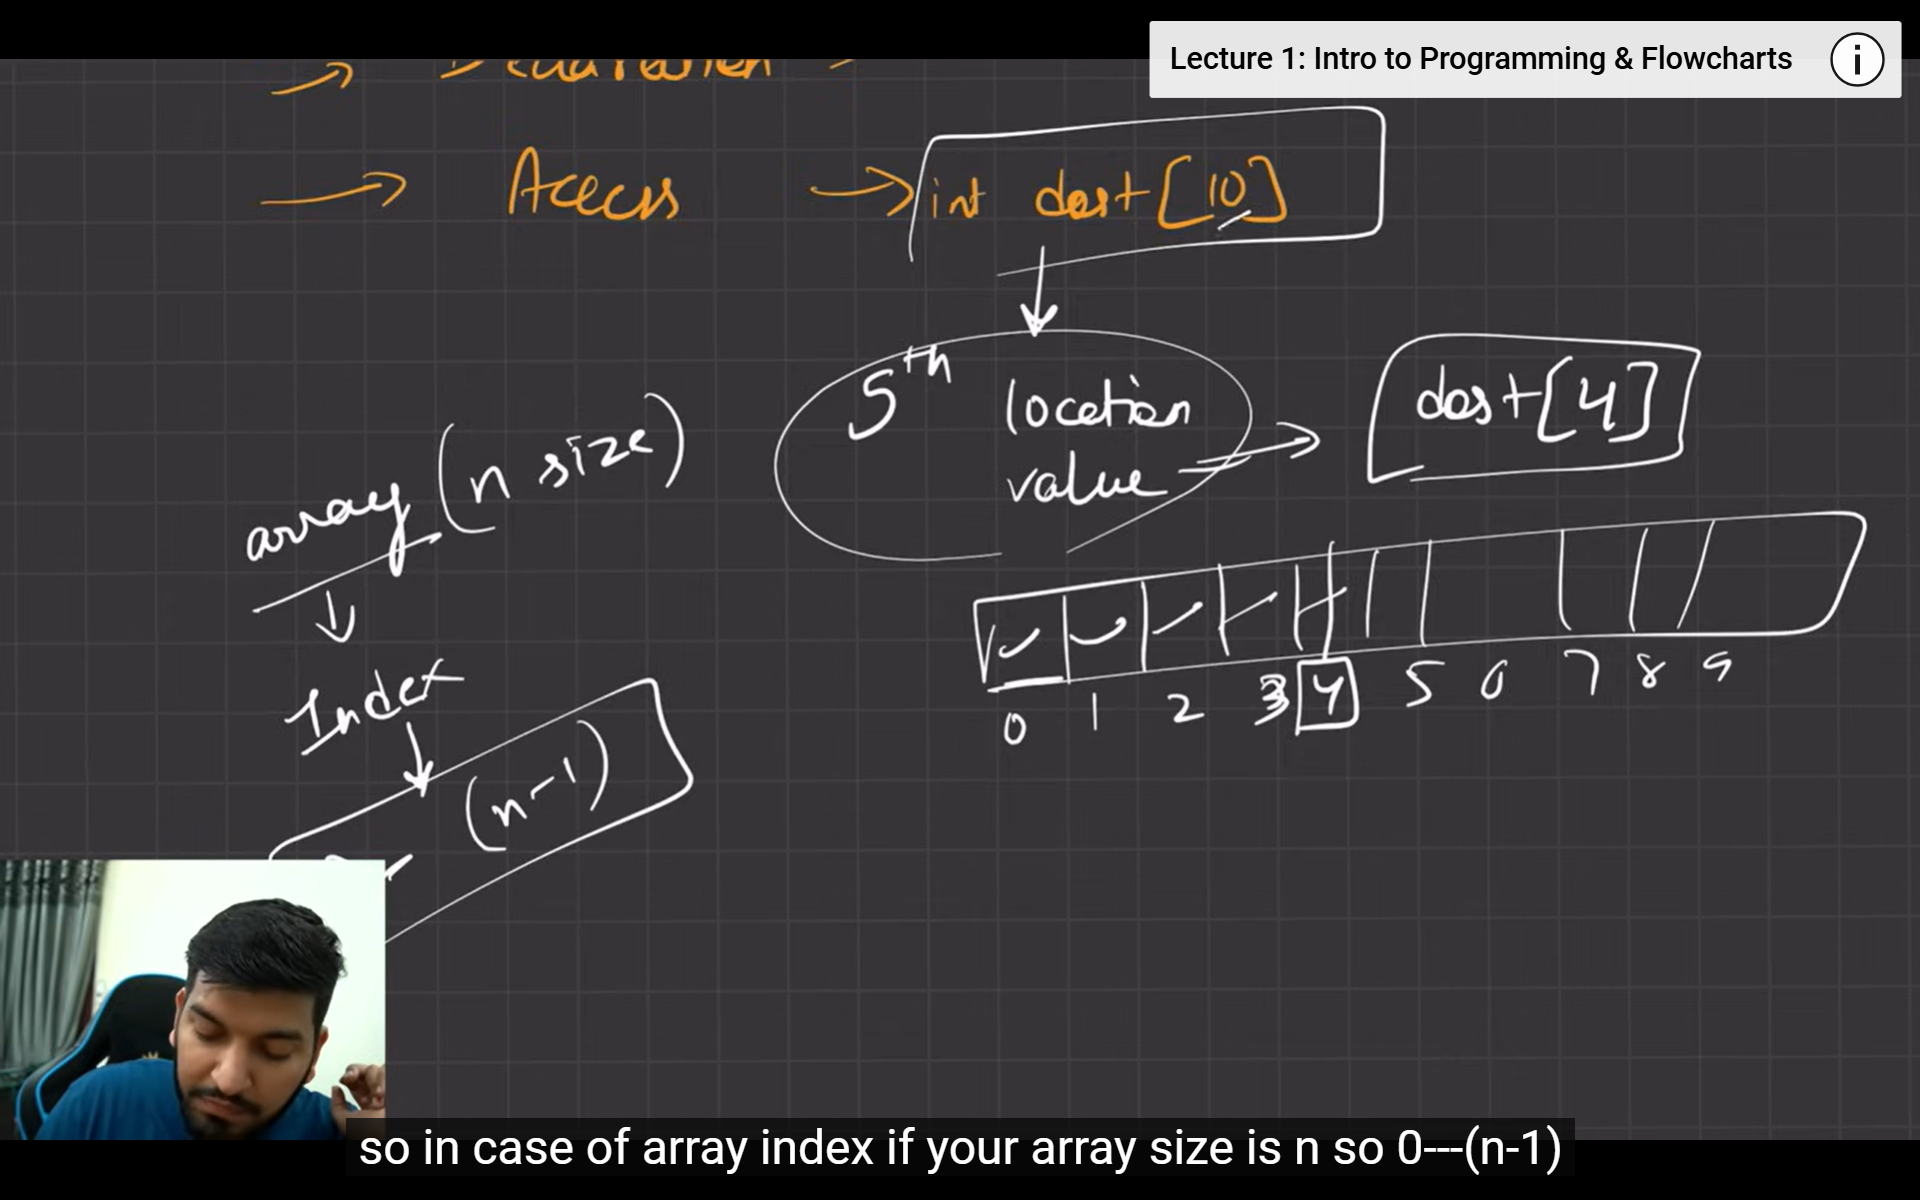 Lecture 1: Intro to Programming & Flowcharts
→ Acecss → int dost [10]
5th location value → dost [4]
array (n size)
Index
(n-1)
0 1 2 3 4 5 6 7 8 9
so in case of array index if your array size is n so 0---(n-1)